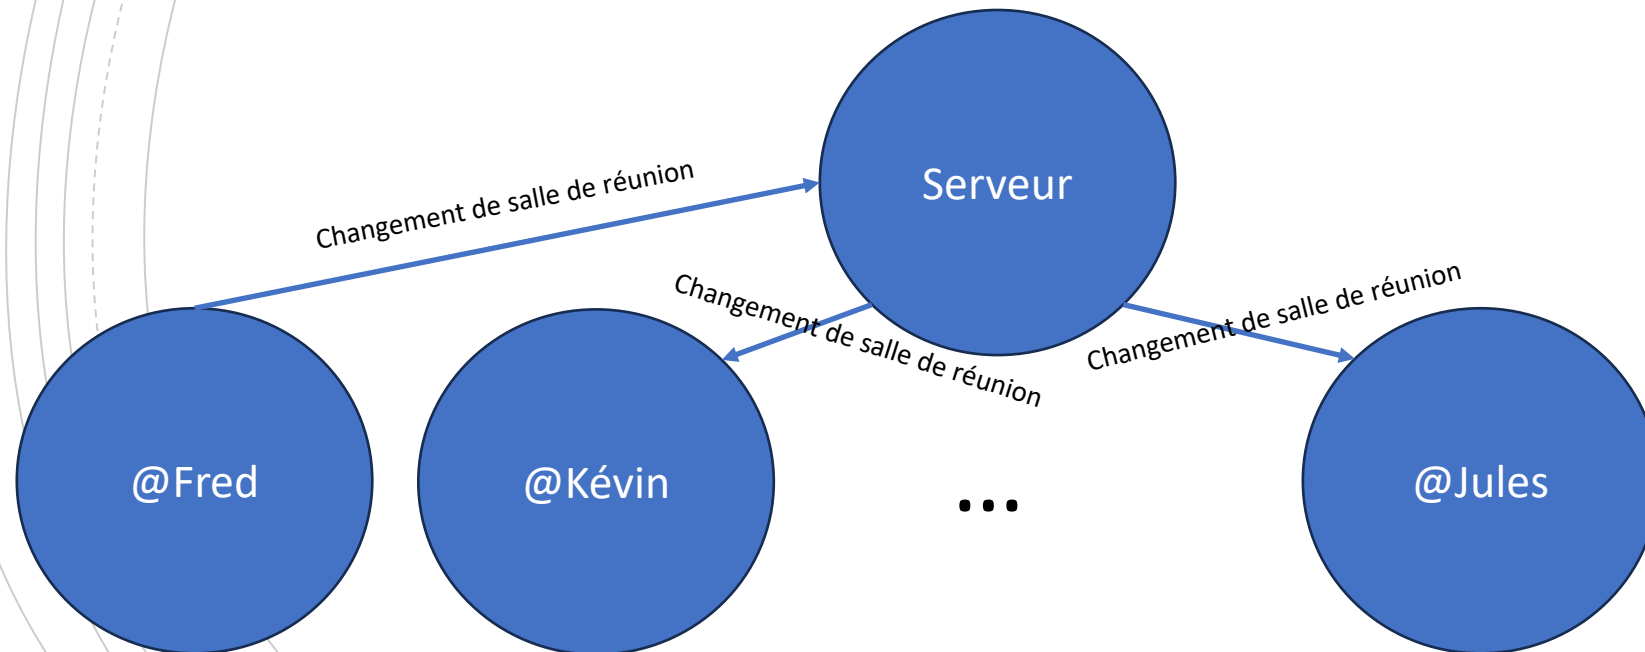 Serveur
Changement de salle de réunion
Changement de salle de réunion
Changement de salle de réunion
@Fred
@Kévin
...
@Jules